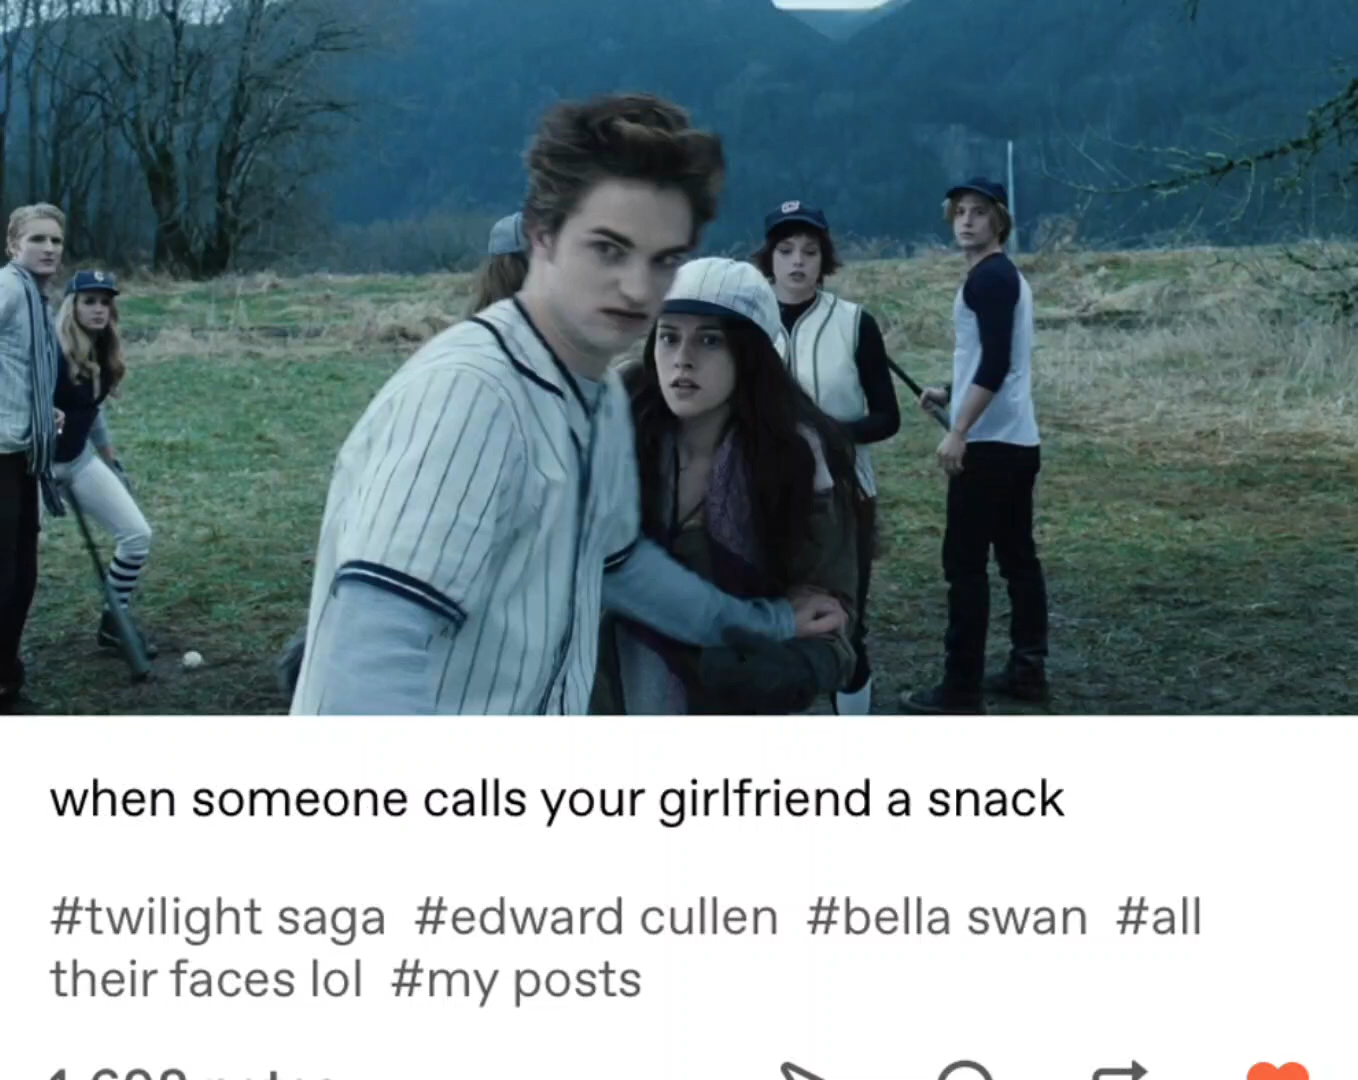 when someone calls your girlfriend a snack
#twilight saga #edward cullen #bella swan #all
their faces lol #my posts